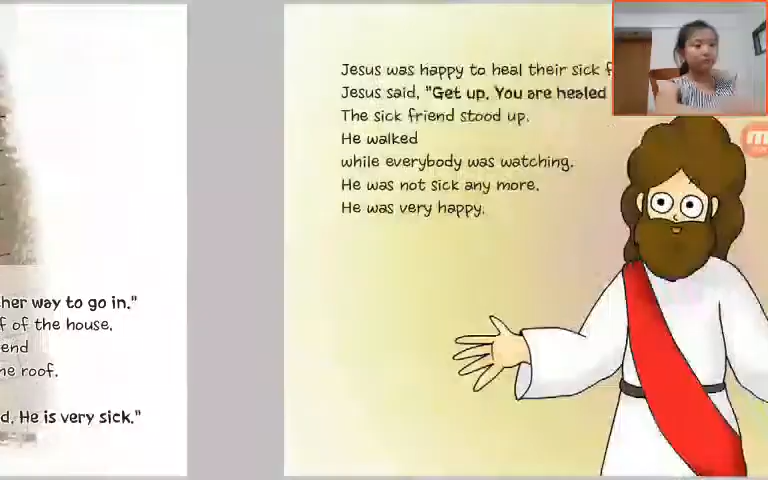 her way to go in."
f of the house.
end
he roof.
d. He is very sick."
Jesus was happy to heal their sick
Jesus said, "Get up. You are healed
The sick friend stood up.
He walked
while everybody was watching.
He was not sick any more.
He was very happy.